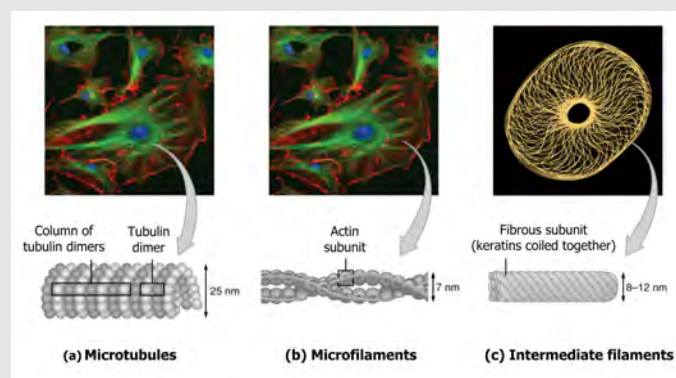 Column of
tubulin dimers
Tubulin
dimer
25 nm
(a) Microtubules
Actin
subunit
7 nm
(b) Microfilaments
Fibrous subunit
(keratins coiled together)
8–12 nm
(c) Intermediate filaments